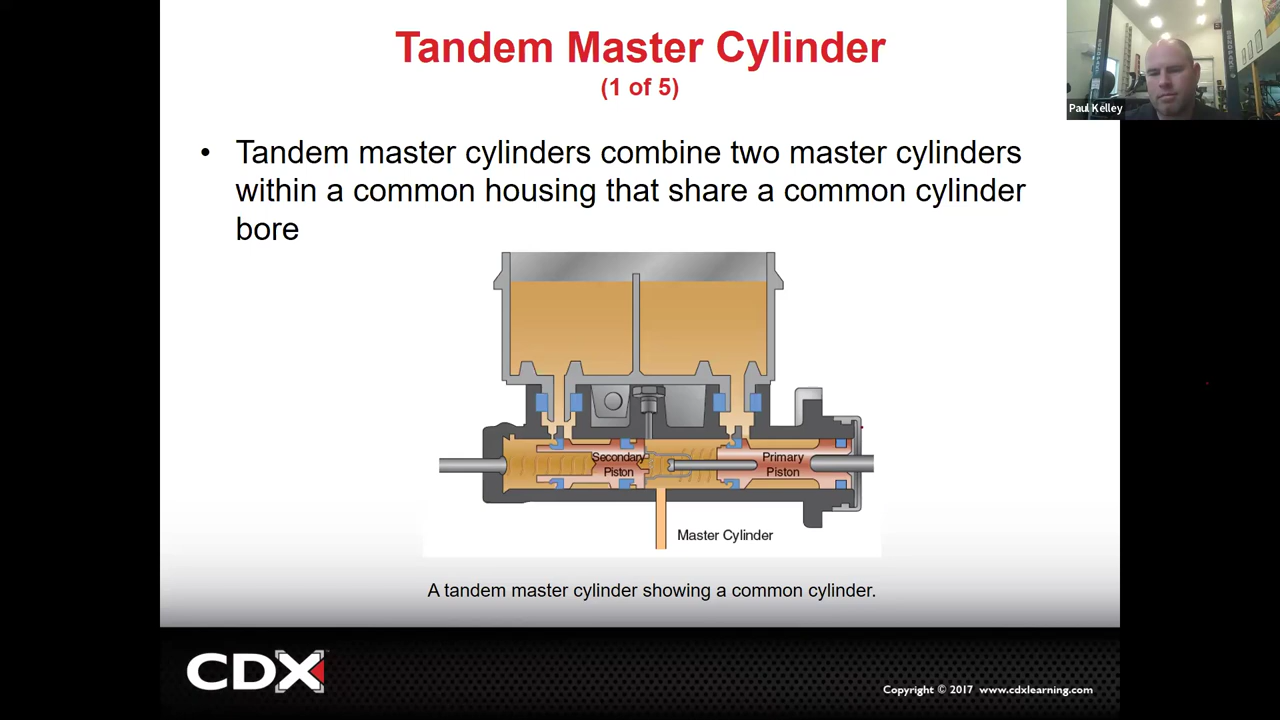 Tandem Master Cylinder
(1 of 5)
Paul Kelley
• Tandem master cylinders combine two master cylinders
within a common housing that share a common cylinder
bore
Secondary
Piston
Primary
Piston
Master Cylinder
A tandem master cylinder showing a common cylinder.
CDX
Copyright © 2017 www.cdxlearning.com